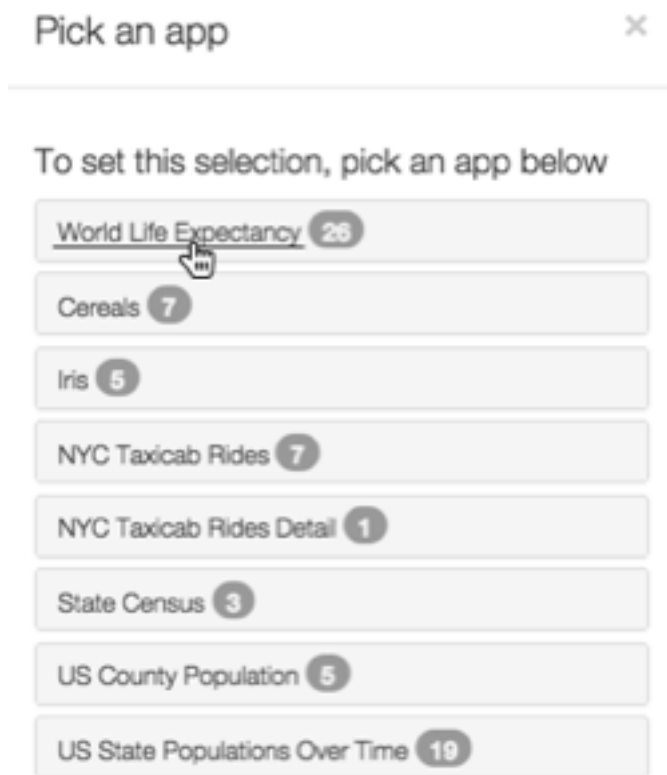 Pick an app ×
To set this selection, pick an app below
World Life Expectancy 26
Cereals 7
Iris 5
NYC Taxicab Rides 7
NYC Taxicab Rides Detail 1
State Census 3
US County Population 5
US State Populations Over Time 19